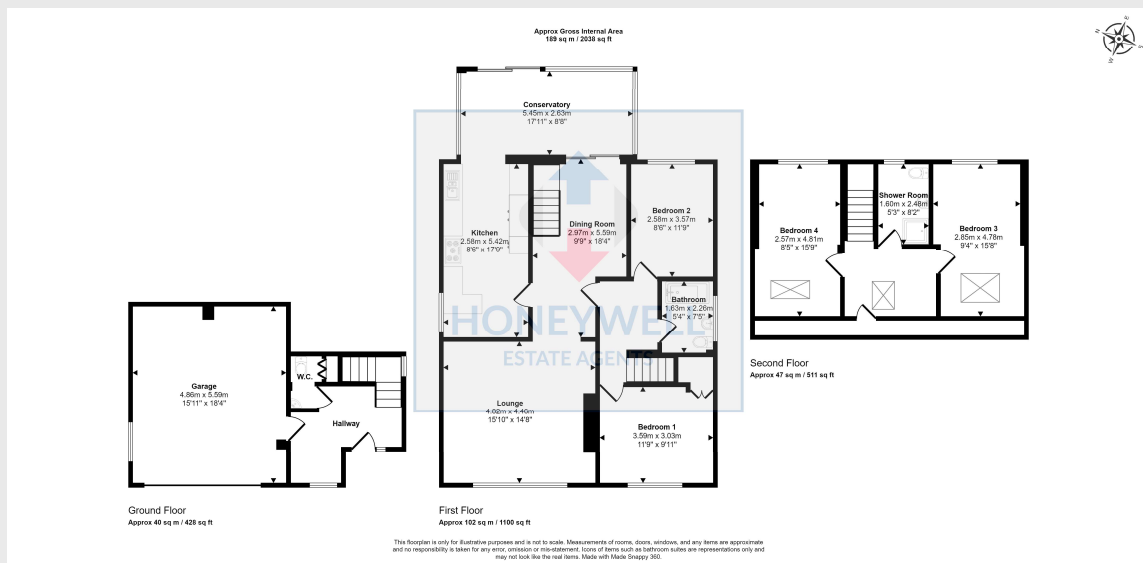 Approx Gross Internal Area
189 sq m / 2038 sq ft
N
E
S
W
Conservatory
5.45m x 2.63m
17'11" x 8'8"
Kitchen
2.58m x 5.42m
8'6" x 17'9"
Dining Room
2.97m x 5.59m
9'9" x 18'4"
Bedroom 2
2.58m x 3.57m
8'6" x 11'9"
Bathroom
1.63m x 2.26m
5'4" x 7'5"
HONEYWELL
ESTATE AGENTS
Lounge
4.82m x 4.48m
15'10" x 14'8"
Bedroom 1
3.59m x 3.03m
11'9" x 9'11"
Bedroom 4
2.57m x 4.81m
8'5" x 15'9"
Shower Room
1.60m x 2.48m
5'3" x 8'2"
Bedroom 3
2.85m x 4.78m
9'4" x 15'8"
Garage
4.86m x 5.59m
15'11" x 18'4"
W.C.
Hallway
Ground Floor
Approx 40 sq m / 428 sq ft
First Floor
Approx 102 sq m / 1100 sq ft
Second Floor
Approx 47 sq m / 511 sq ft
This floorplan is only for illustrative purposes and is not to scale. Measurements of rooms, doors, windows, and any items are approximate
and no responsibility is taken for any error, omission or mis-statement. Icons of items such as bathroom suites are representations only and
may not look like the real items. Made with Made Snappy 360.